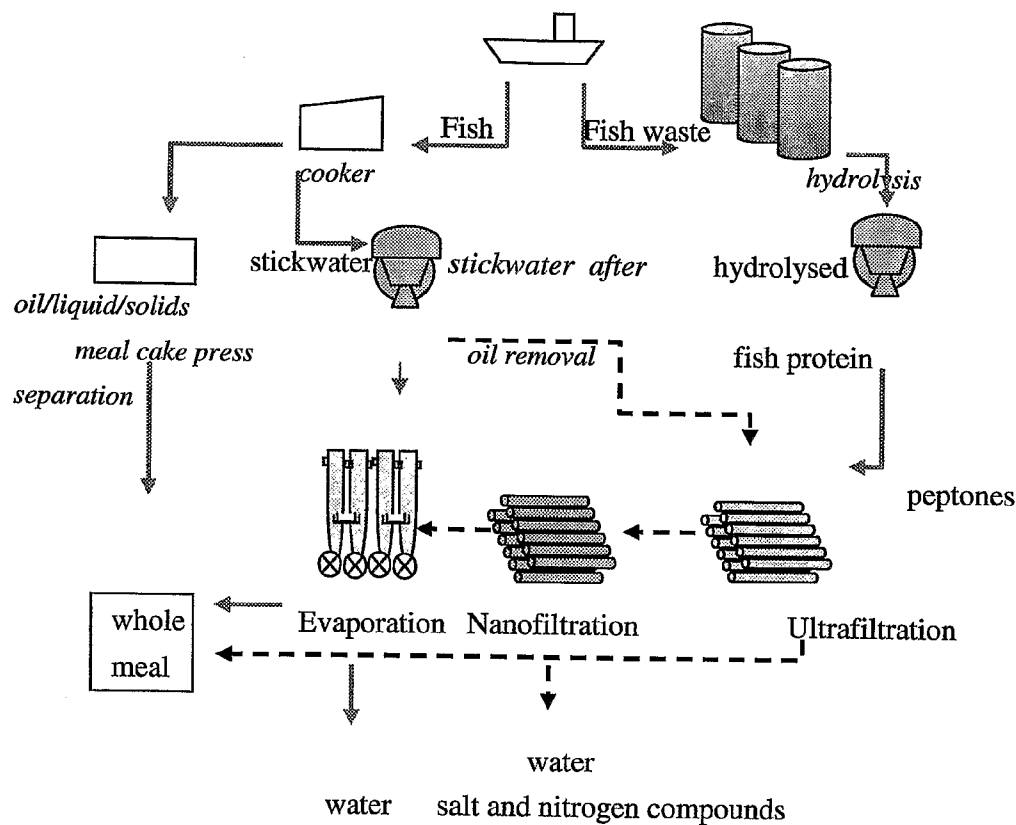 Fish
Fish waste
cooker
hydrolysis
stickwater
stickwater after
hydrolysed
oil/liquid/solids
meal cake press
oil removal
fish protein
separation
peptones
whole
meal
Evaporation
Nanofiltration
Ultrafiltration
water
water
salt and nitrogen compounds